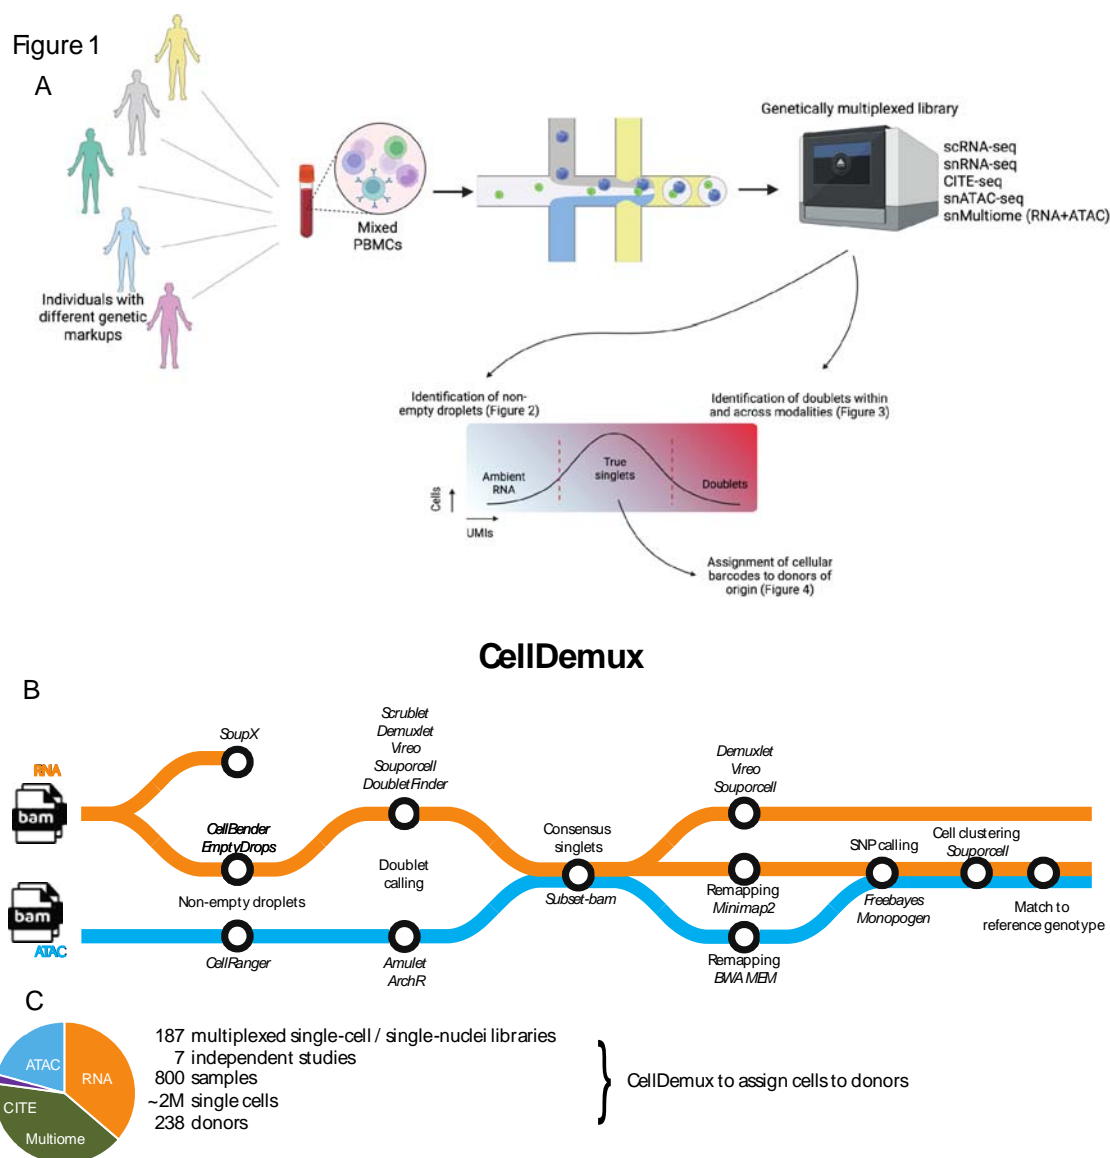 Figure 1
A
Genetically multiplexed library
scRNA-seq
snRNA-seq
CITE-seq
snATAC-seq
snMultiome (RNA+ATAC)
Mixed
PBMCs
Individuals with
different genetic
markups
Identification of non-
empty droplets (Figure 2)
Identification of doublets within
and across modalities (Figure 3)
Ambient
RNA
True
singlets
Doublets
Cells
UMIs
Assignment of cellular
barcodes to donors of
origin (Figure 4)
CellDemux
B
RNA
bam
SoupX
CellBender
EmptyDrops
Non-empty droplets
bam
ATAC
CellRanger
Scrublet
Demuxlet
Vireo
Souporcell
DoubletFinder
Doublet
calling
Amulet
ArchR
Consensus
singlets
Subset-bam
Demuxlet
Vireo
Souporcell
Remapping
Minimap2
Remapping
BWA MEM
SNP calling
Freebayes
Monopogen
Cell clustering
Souporcell
Match to
reference genotype
C
ATAC
RNA
CITE
Multiome
187 multiplexed single-cell / single-nuclei libraries
7 independent studies
800 samples
~2M single cells
238 donors
CellDemux to assign cells to donors